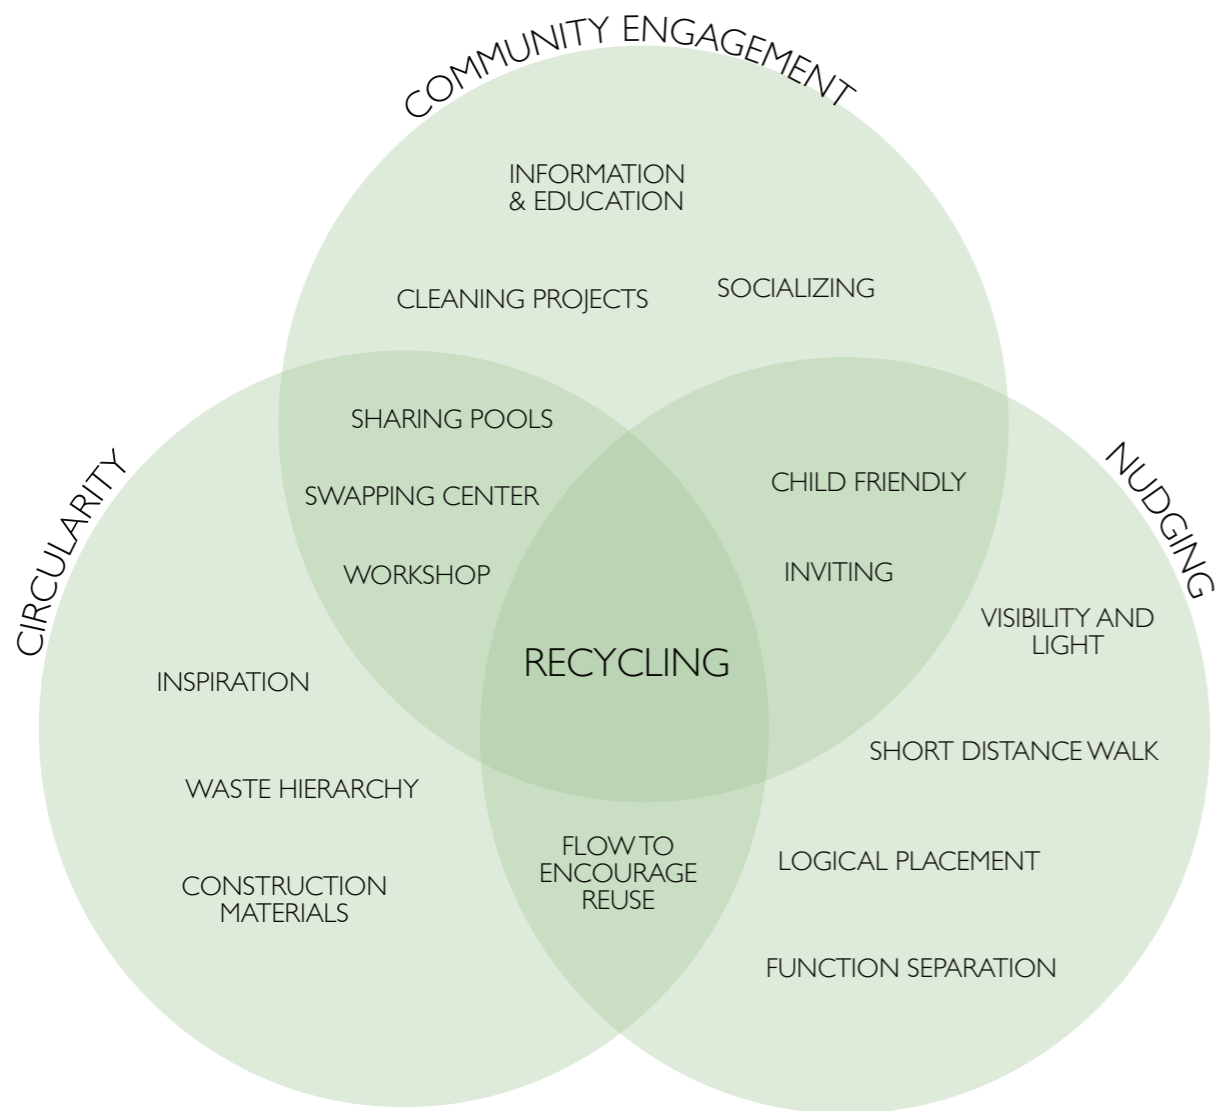 COMMUNITY ENGAGEMENT
INFORMATION
& EDUCATION
SOCIALIZING
CLEANING PROJECTS
SHARING POOLS
SWAPPING CENTER
WORKSHOP
CHILD FRIENDLY
INVITING
CIRCULARITY
NUDGING
VISIBILITY AND
LIGHT
RECYCLING
INSPIRATION
SHORT DISTANCE WALK
WASTE HIERARCHY
FLOW TO
ENCOURAGE
REUSE
LOGICAL PLACEMENT
CONSTRUCTION
MATERIALS
FUNCTION SEPARATION